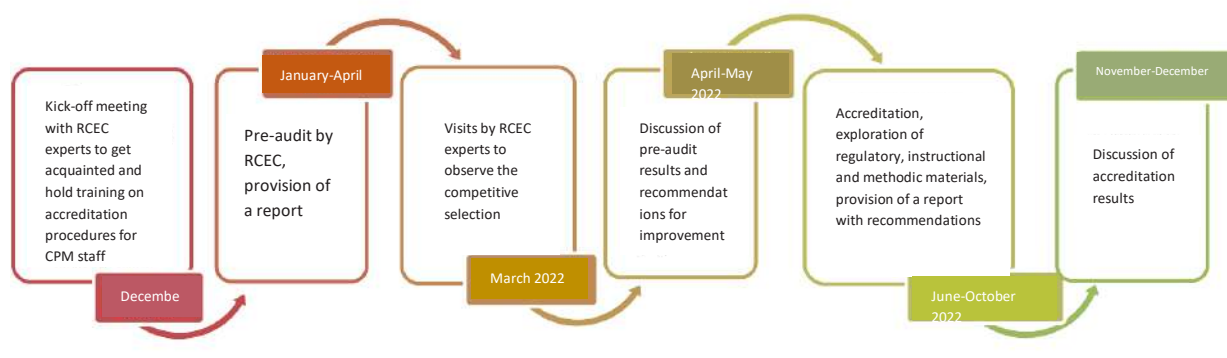 Kick-off meeting
with RCEC
experts to get
acquainted and
hold training on
accreditation
procedures for
CPM staff
Decembe
January-April
Pre-audit by
RCEC,
provision of
a report
Visits by RCEC
experts to
observe the
competitive
selection
March 2022
April-May
2022
Discussion of
pre-audit
results and
recommendat
ions for
improvement
Accreditation,
exploration of
regulatory, instructional
and methodic materials,
provision of a report
with recommendations
June-October
2022
November-December
Discussion of
accreditation
results